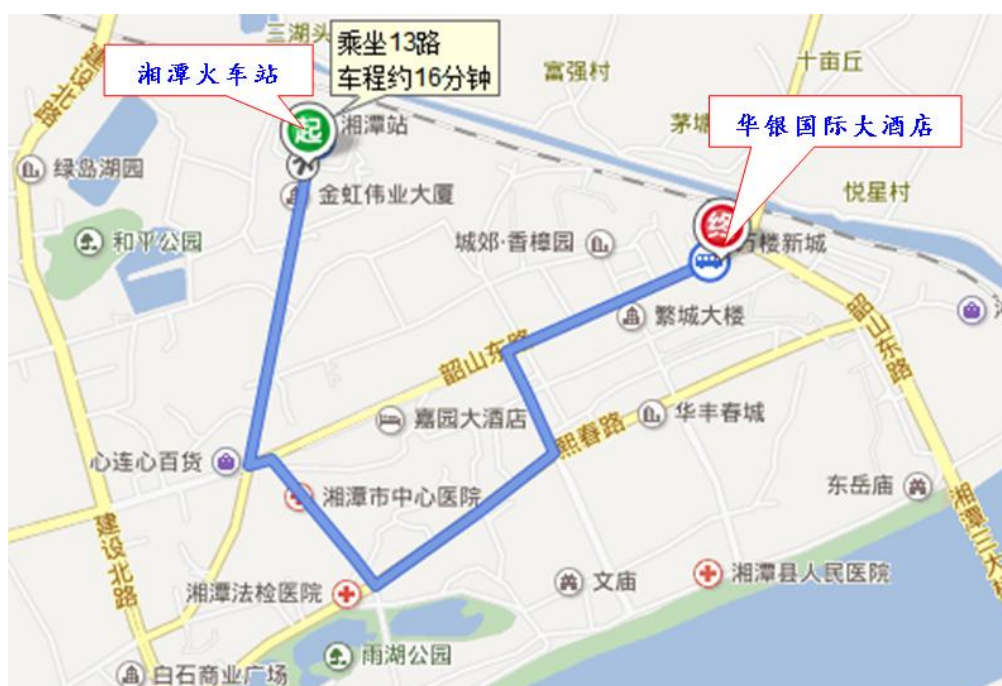 三湖头
乘坐13路
车程约16分钟
湘潭火车站
建设北路
起
湘潭站
富强村
十亩丘
茅塘
华银国际大酒店
绿岛湖园
金虹伟业大厦
悦星村
和平公园
城郊·香樟园
终
万楼新城
繁城大楼
韶山东路
韶山东路
嘉园大酒店
华丰春城
熙春路
心连心百货
湘潭市中心医院
东岳庙
建设北路
湘潭三大桥
湘潭法检医院
文庙
湘潭县人民医院
雨湖公园
白石商业广场